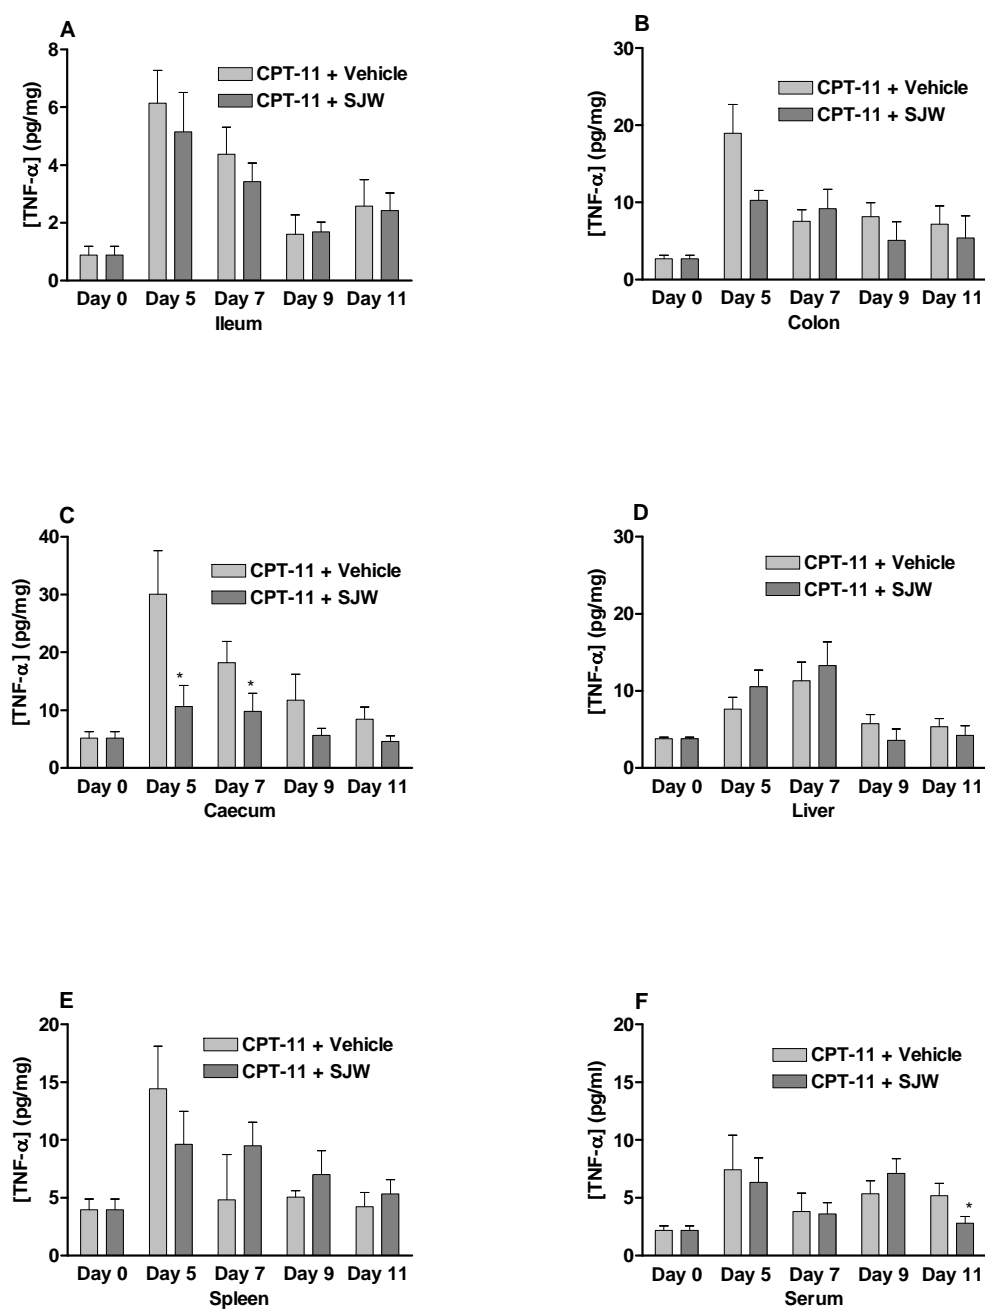 A
[TNF-α] (pg/mg)
8
6
4
2
0
CPT-11 + Vehicle
CPT-11 + SJW
Day 0 Day 5 Day 7 Day 9 Day 11
Ileum
B
[TNF-α] (pg/mg)
30
20
10
0
CPT-11 + Vehicle
CPT-11 + SJW
Day 0 Day 5 Day 7 Day 9 Day 11
Colon
C
[TNF-α] (pg/mg)
40
30
20
10
0
CPT-11 + Vehicle
CPT-11 + SJW
* *
Day 0 Day 5 Day 7 Day 9 Day 11
Caecum
D
[TNF-α] (pg/mg)
30
20
10
0
CPT-11 + Vehicle
CPT-11 + SJW
Day 0 Day 5 Day 7 Day 9 Day 11
Liver
E
[TNF-α] (pg/mg)
20
15
10
5
0
CPT-11 + Vehicle
CPT-11 + SJW
Day 0 Day 5 Day 7 Day 9 Day 11
Spleen
F
[TNF-α] (pg/ml)
20
15
10
5
0
CPT-11 + Vehicle
CPT-11 + SJW
*
Day 0 Day 5 Day 7 Day 9 Day 11
Serum